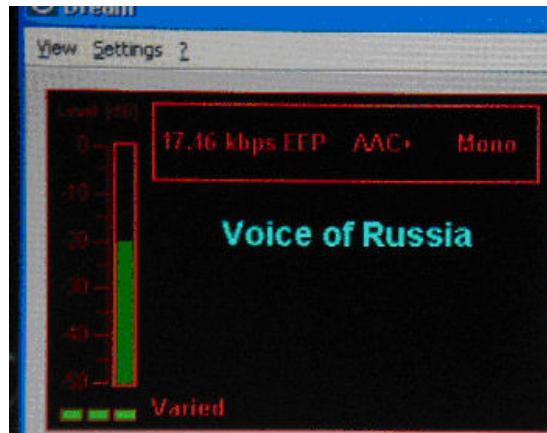 Dream
View Settings ?
Level [dB]
17.46 kbps EEP AAC+ Mono
0
-10
-20
Voice of Russia
-30
-40
-50
Varied